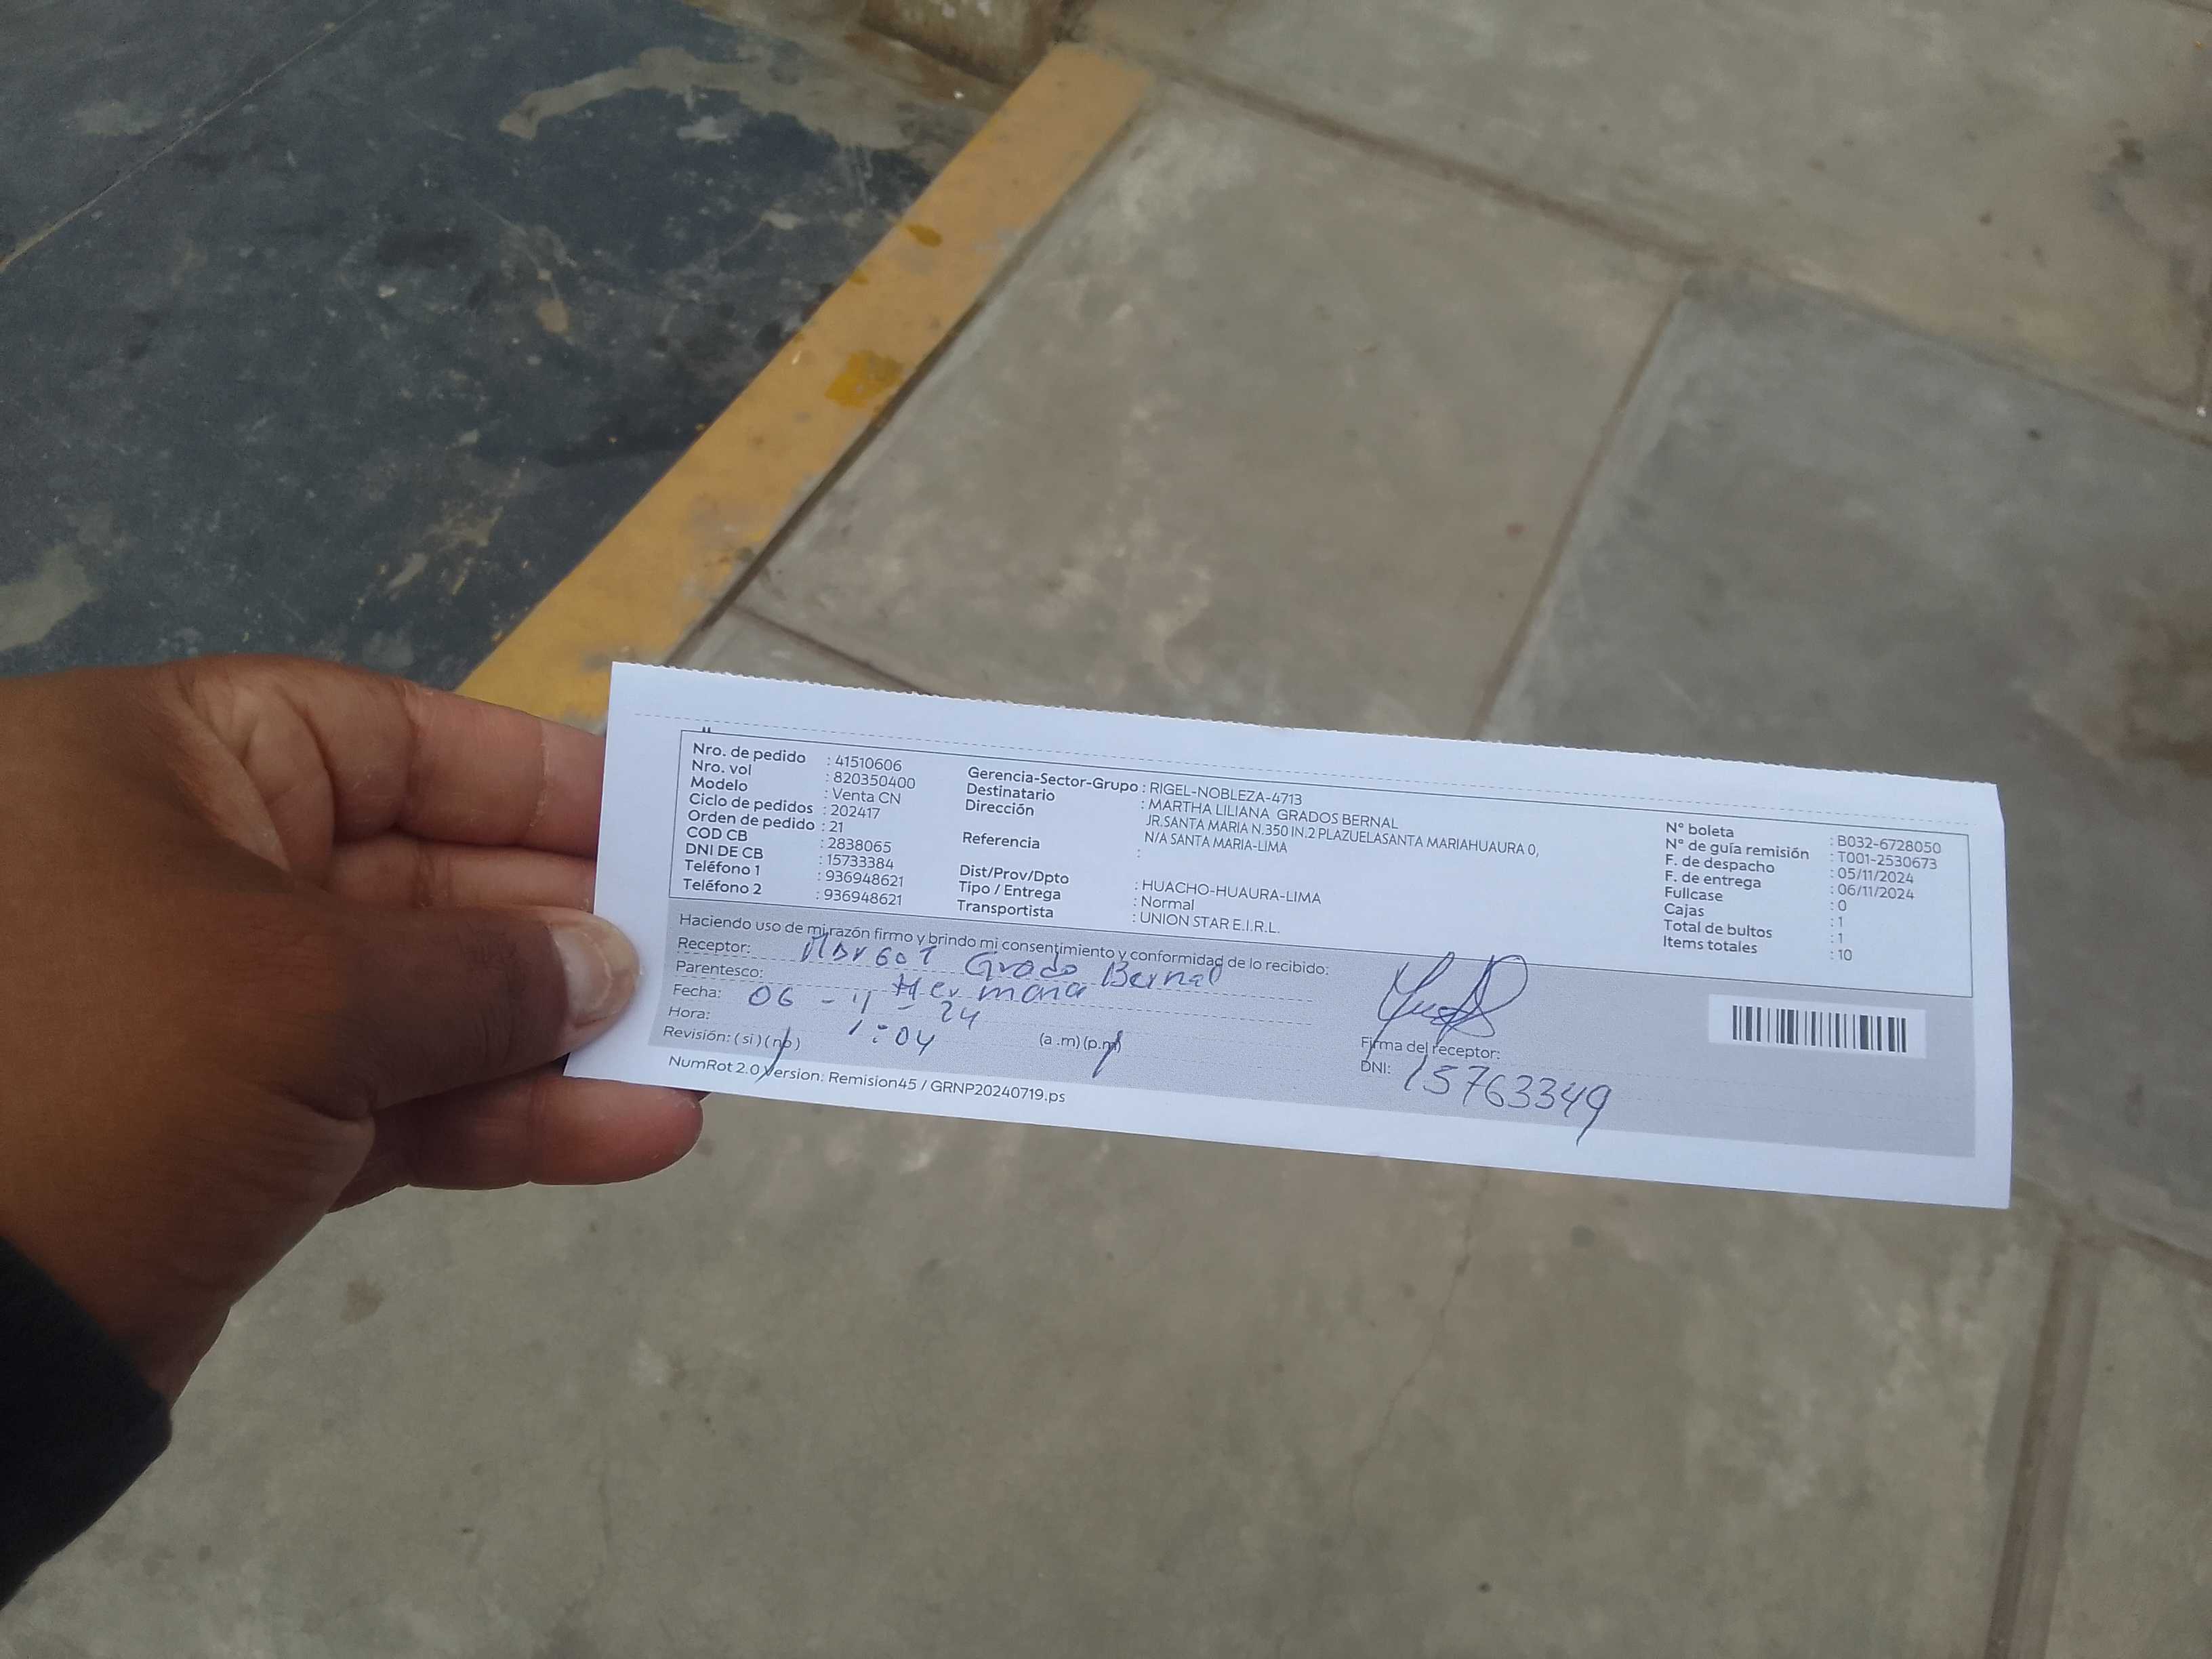 Nro. de pedido : 41510606
Nro. vol : 820350400
Modelo : Venta CN
Ciclo de pedidos : 202417
Orden de pedido : 21
COD CB : 2838065
DNI DE CB : 15733384
Teléfono 1 : 936948621
Teléfono 2 : 936948621
Gerencia-Sector-Grupo : RIGEL-NOBLEZA-4713
Destinatario : MARTHA LILIANA GRADOS BERNAL
Dirección JR.SANTA MARIA N.350 IN.2 PLAZUELASANTA MARIAHUAURA 0,
N/A SANTA MARIA-LIMA
Referencia :
Dist/Prov/Dpto : HUACHO-HUAURA-LIMA
Tipo / Entrega : Normal
Transportista : UNION STAR E.I.R.L.
N° boleta : B032-6728050
N° de guía remisión : T001-2530673
F. de despacho : 05/11/2024
F. de entrega : 06/11/2024
Fullcase : 0
Cajas : 1
Total de bultos : 1
Items totales : 10
Haciendo uso de mi razón firmo y brindo mi consentimiento y conformidad de lo recibido:
Receptor: Margot Grado Bernal
Parentesco: Hermana
Fecha: 06 - 11 - 24
Hora: 1:04 (a .m) (p.m)
Revisión: ( si ) ( no )
Firma del receptor:
DNI: 15763349
NumRot 2.0 Version: Remision45 / GRNP20240719.ps